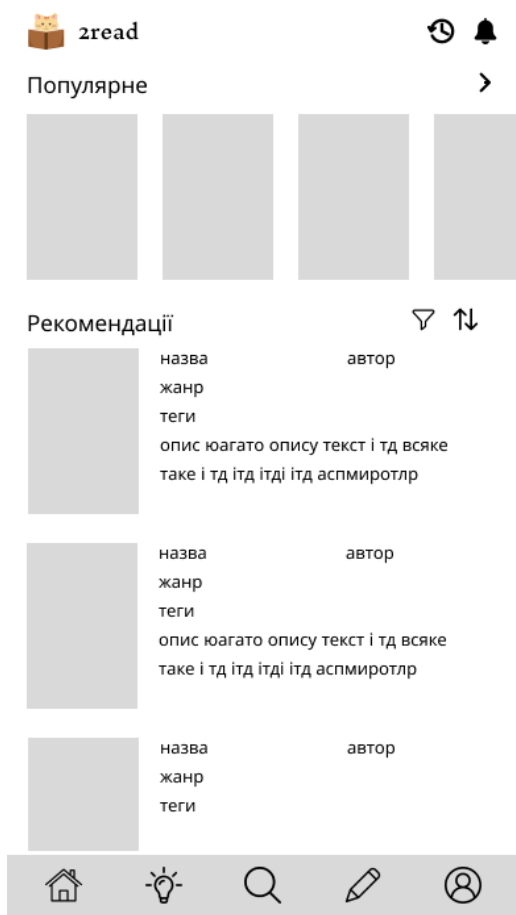 2read
Популярне
Рекомендації
назва автор
жанр
теги
опис юагато опису текст і тд всяке
таке і тд ітд ітді ітд аспмиротлр
назва автор
жанр
теги
опис юагато опису текст і тд всяке
таке і тд ітд ітді ітд аспмиротлр
назва автор
жанр
теги